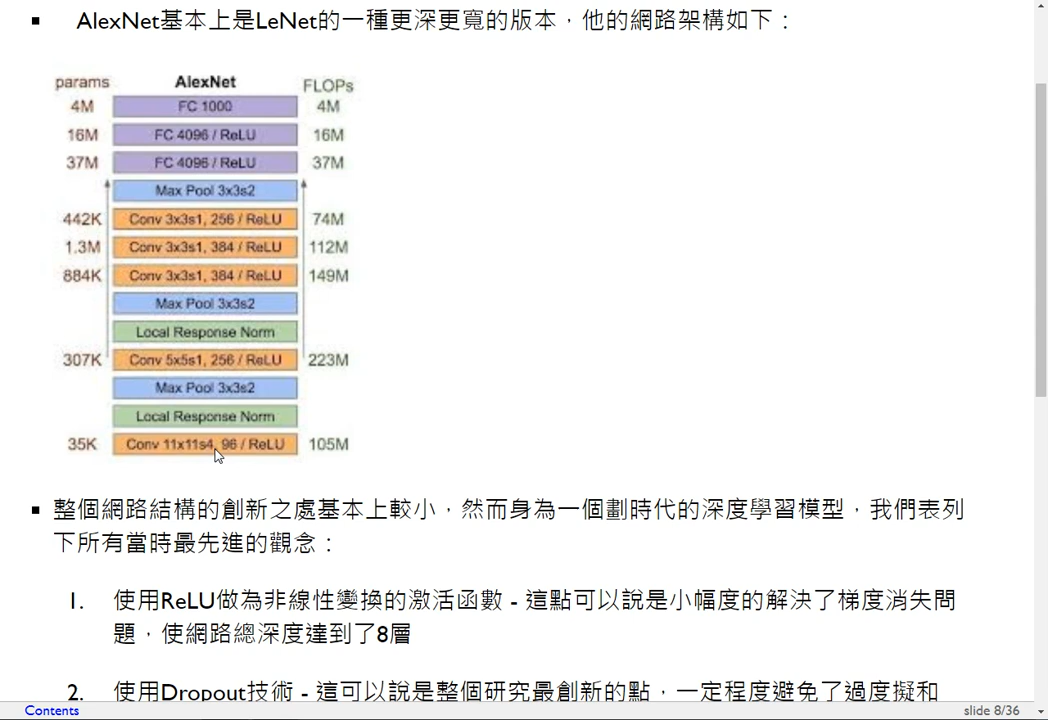 ▪ AlexNet基本上是LeNet的一種更深更寬的版本，他的網路架構如下：
params AlexNet FLOPs
4M FC 1000 4M
16M FC 4096 / ReLU 16M
37M FC 4096 / ReLU 37M
Max Pool 3x3s2
442K Conv 3x3s1, 256 / ReLU 74M
1.3M Conv 3x3s1, 384 / ReLU 112M
884K Conv 3x3s1, 384 / ReLU 149M
Max Pool 3x3s2
Local Response Norm
307K Conv 5x5s1, 256 / ReLU 223M
Max Pool 3x3s2
Local Response Norm
35K Conv 11x11s4, 96 / ReLU 105M
▪ 整個網路結構的創新之處基本上較小，然而身為一個劃時代的深度學習模型，我們表列
下所有當時最先進的觀念：
1. 使用ReLU做為非線性變換的激活函數 - 這點可以說是小幅度的解決了梯度消失問
題，使網路總深度達到了8層
2. 使用Dropout技術 - 這可以說是整個研究最創新的點，一定程度避免了過度擬和
Contents slide 8/36